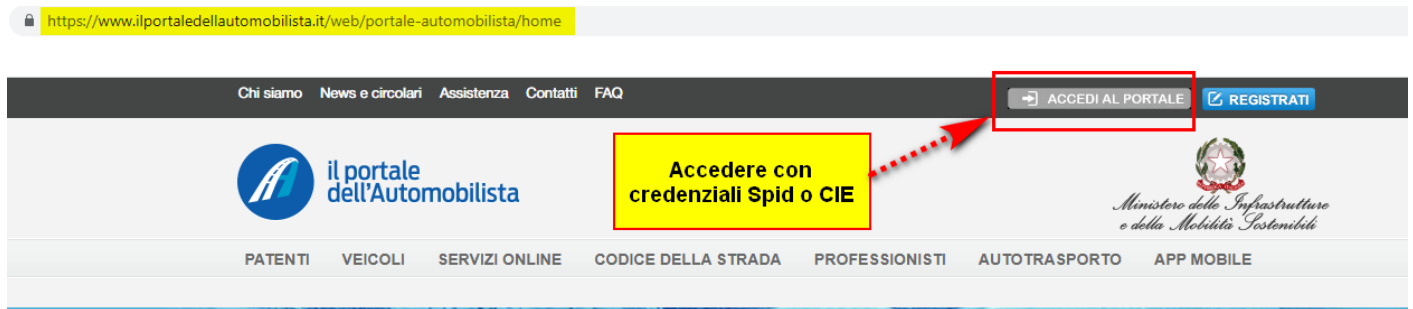 https://www.ilportaledellautomobilista.it/web/portale-automobilista/home
Chi siamo News e circolari Assistenza Contatti FAQ
ACCEDI AL PORTALE REGISTRATI
il portale
dell'Automobilista
Accedere con
credenziali Spid o CIE
Ministero delle Infrastrutture
e della Mobilità Sostenibili
PATENTI VEICOLI SERVIZI ONLINE CODICE DELLA STRADA PROFESSIONISTI AUTOTRASPORTO APP MOBILE